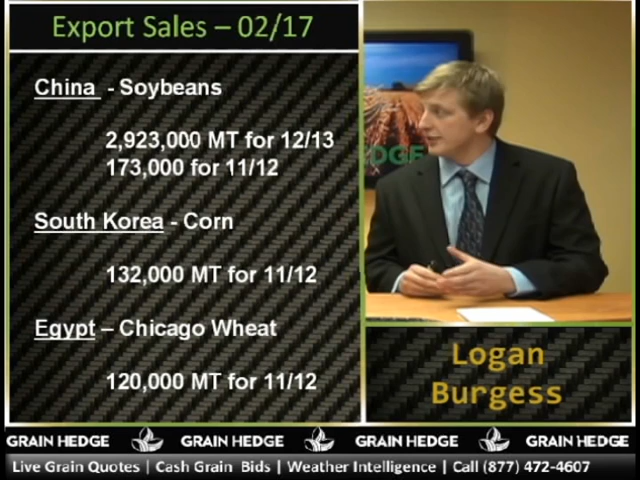 Export Sales – 02/17
China - Soybeans
2,923,000 MT for 12/13
173,000 for 11/12
South Korea - Corn
132,000 MT for 11/12
Egypt – Chicago Wheat
120,000 MT for 11/12
EDGE
Logan
Burgess
GRAIN HEDGE GRAIN HEDGE GRAIN HEDGE GRAIN HEDGE
Live Grain Quotes | Cash Grain Bids | Weather Intelligence | Call (877) 472-4607